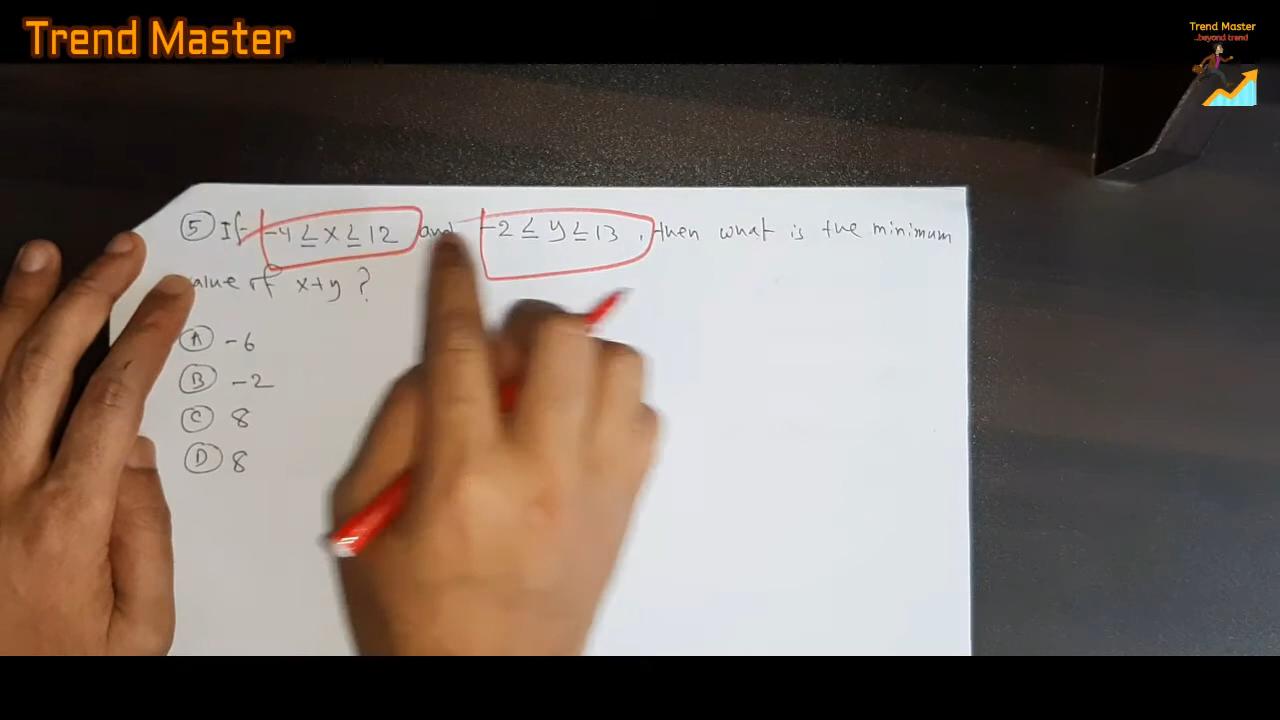 Trend Master
Trend Master
..beyond trend
⑤ If -4 ≤ x ≤ 12 and -2 ≤ y ≤ 13, then what is the minimum
value of x+y ?
Ⓐ -6
Ⓑ -2
Ⓒ 8
Ⓓ 8